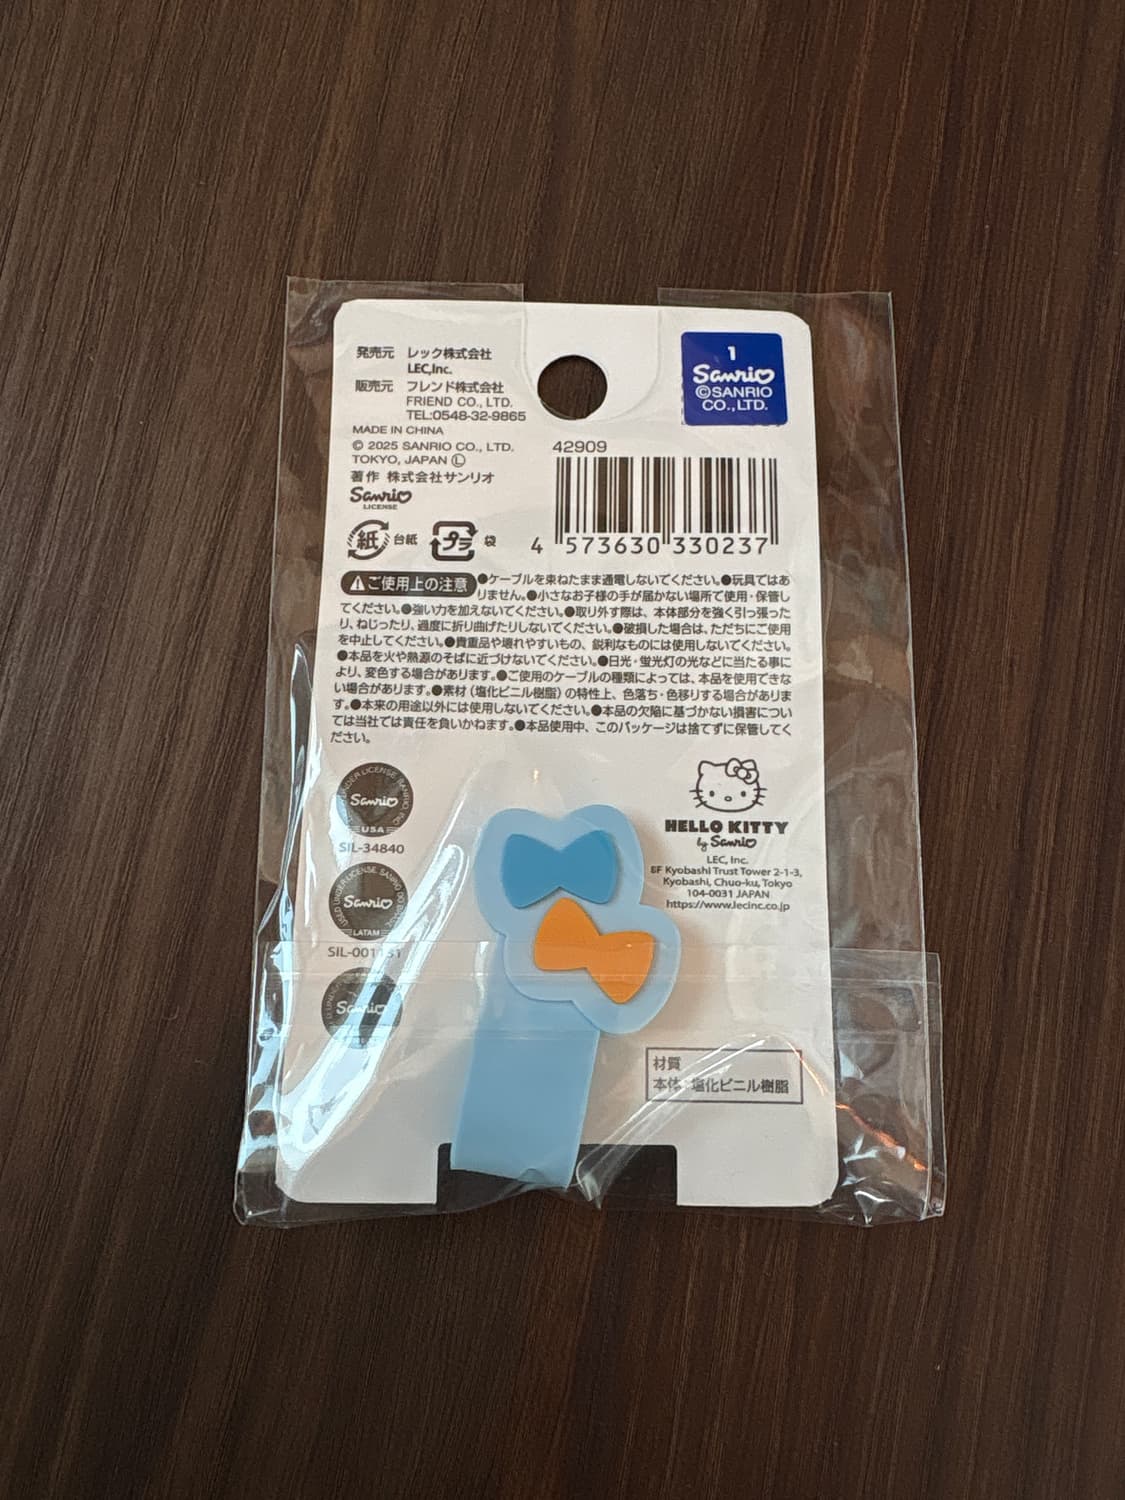 発売元 レック株式会社
LEC,Inc.
販売元 フレンド株式会社
FRIEND CO., LTD.
TEL:0548-32-9865
MADE IN CHINA
© 2025 SANRIO CO., LTD.
TOKYO, JAPAN Ⓛ
著作 株式会社サンリオ
Sanrio
LICENSE
紙 台紙 プラ 袋
1
Sanrio
©SANRIO
CO.,LTD.
42909
4 573630 330237
ご使用上の注意 ●ケーブルを束ねたまま通電しないでください。●玩具ではあ
りません。●小さなお子様の手が届かない場所で使用・保管し
てください。●強い力を加えないでください。●取り外す際は、本体部分を強く引っ張った
り、ねじったり、過度に折り曲げたりしないでください。●破損した場合は、ただちにご使用
を中止してください。●貴重品や壊れやすいもの、鋭利なものには使用しないでください。
●本品を火や熱源のそばに近づけないでください。●日光・蛍光灯の光などに当たる事に
より、変色する場合があります。●ご使用のケーブルの種類によっては、本品を使用できな
い場合があります。●素材(塩化ビニル樹脂)の特性上、色落ち・色移りする場合がありま
す。●本来の用途以外には使用しないでください。●本品の欠陥に基づかない損害につい
ては当社では責任を負いかねます。●本品使用中、このパッケージは捨てずに保管してく
ださい。
UNDER LICENSE SANRIO INC
Sanrio
USA
SIL-34840
USED UNDER LICENSE SANRIO DO BRASIL
Sanrio
LATAM
Sanrio
HELLO KITTY
by Sanrio
LEC, Inc.
8F Kyobashi Trust Tower 2-1-3,
Kyobashi, Chuo-ku, Tokyo
104-0031 JAPAN
https://www.lecinc.co.jp
材質
本体:塩化ビニル樹脂